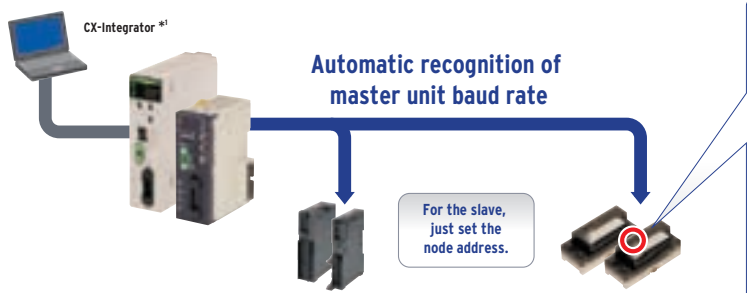 CX-Integrator *1
Automatic recognition of
master unit baud rate
For the slave,
just set the
node address.